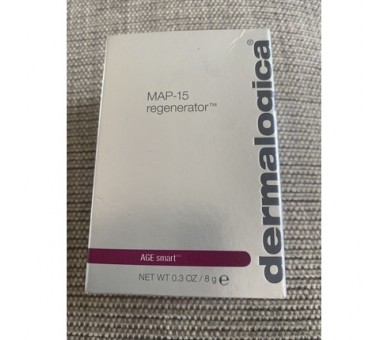 MAP-15
regenerator™
dermalogica®
AGE smart™
NET WT 0.3 OZ / 8 g ℮